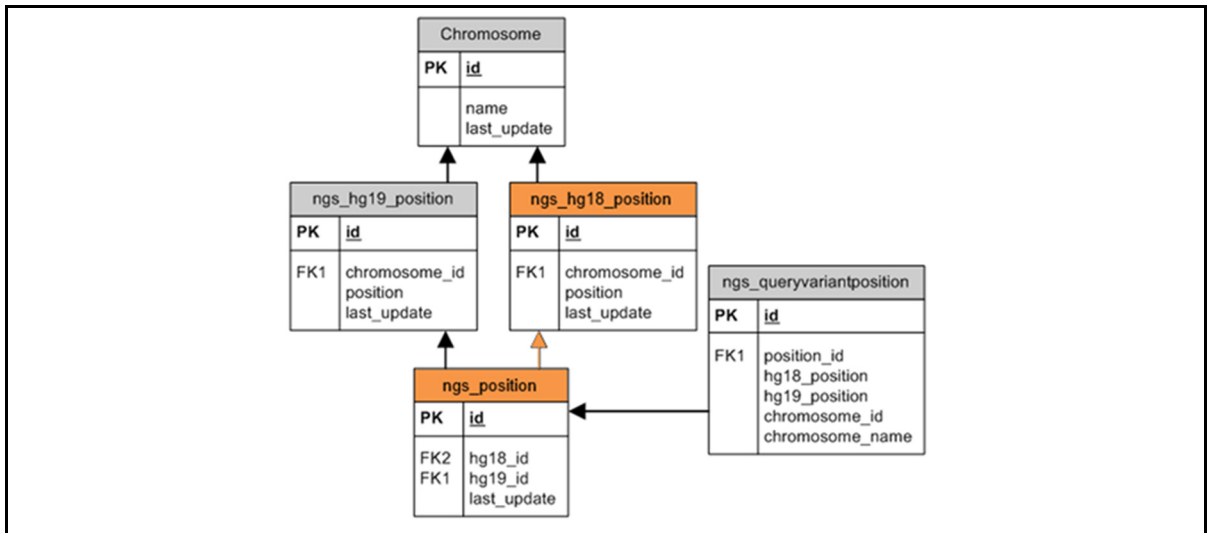 Chromosome
PK id
name
last_update
ngs_hg19_position
PK id
FK1 chromosome_id
position
last_update
ngs_hg18_position
PK id
FK1 chromosome_id
position
last_update
ngs_queryvariantposition
PK id
FK1 position_id
hg18_position
hg19_position
chromosome_id
chromosome_name
ngs_position
PK id
FK2 hg18_id
FK1 hg19_id
last_update